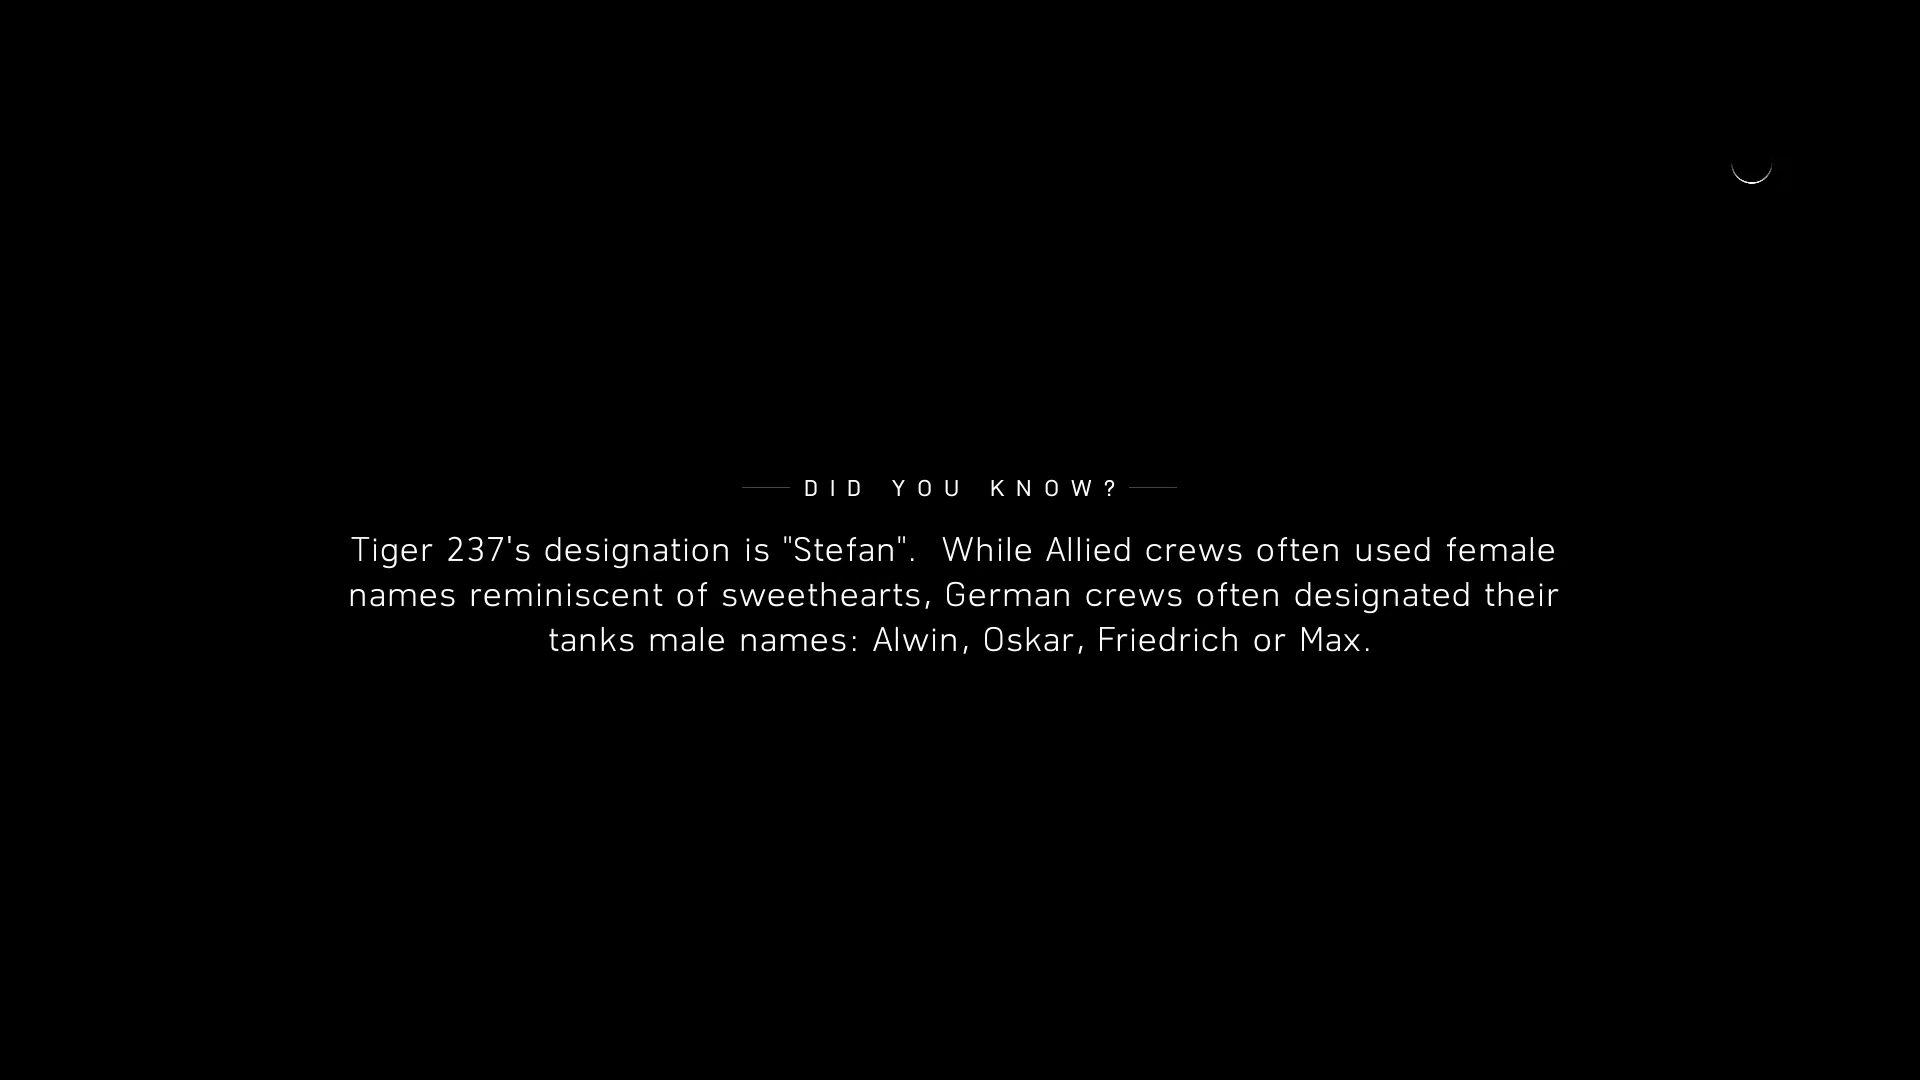 DID YOU KNOW?
Tiger 237's designation is "Stefan".  While Allied crews often used female
names reminiscent of sweethearts, German crews often designated their
tanks male names: Alwin, Oskar, Friedrich or Max.